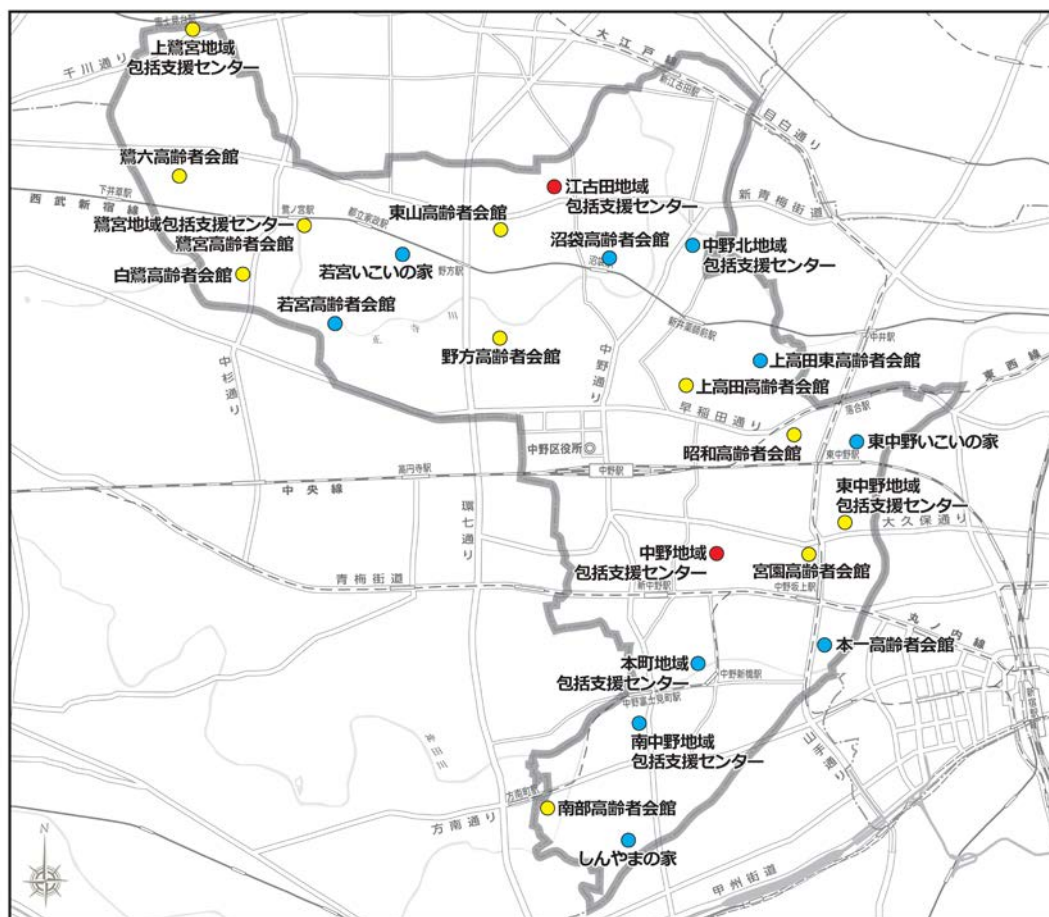 富士見台駅
上鷺宮地域
包括支援センター
千川通り
大江戸線
新江古田駅
目白通り
鷺六高齢者会館
下井草駅
西武新宿線
鷺ノ宮駅
鷺宮地域包括支援センター
鷺宮高齢者会館
都立家政駅
東山高齢者会館
江古田地域
包括支援センター
新青梅街道
沼袋高齢者会館
沼袋駅
中野北地域
包括支援センター
白鷺高齢者会館
若宮いこいの家
野方駅
若宮高齢者会館
野方高齢者会館
新井薬師前駅
中井駅
中杉通り
中野通り
上高田東高齢者会館
上高田高齢者会館
東西線
早稲田通り
落合駅
昭和高齢者会館
東中野いこいの家
東中野駅
中野区役所◎
高円寺駅
中野駅
中央線
環七通り
東中野地域
包括支援センター
大久保通り
中野地域
包括支援センター
宮園高齢者会館
青梅街道
新中野駅
中野坂上駅
丸ノ内線
本一高齢者会館
本町地域
包括支援センター
中野新橋駅
中野富士見町駅
新宿駅
南中野地域
包括支援センター
山手通り
神田川
方南町駅
方南通り
南部高齢者会館
しんやまの家
甲州街道
N